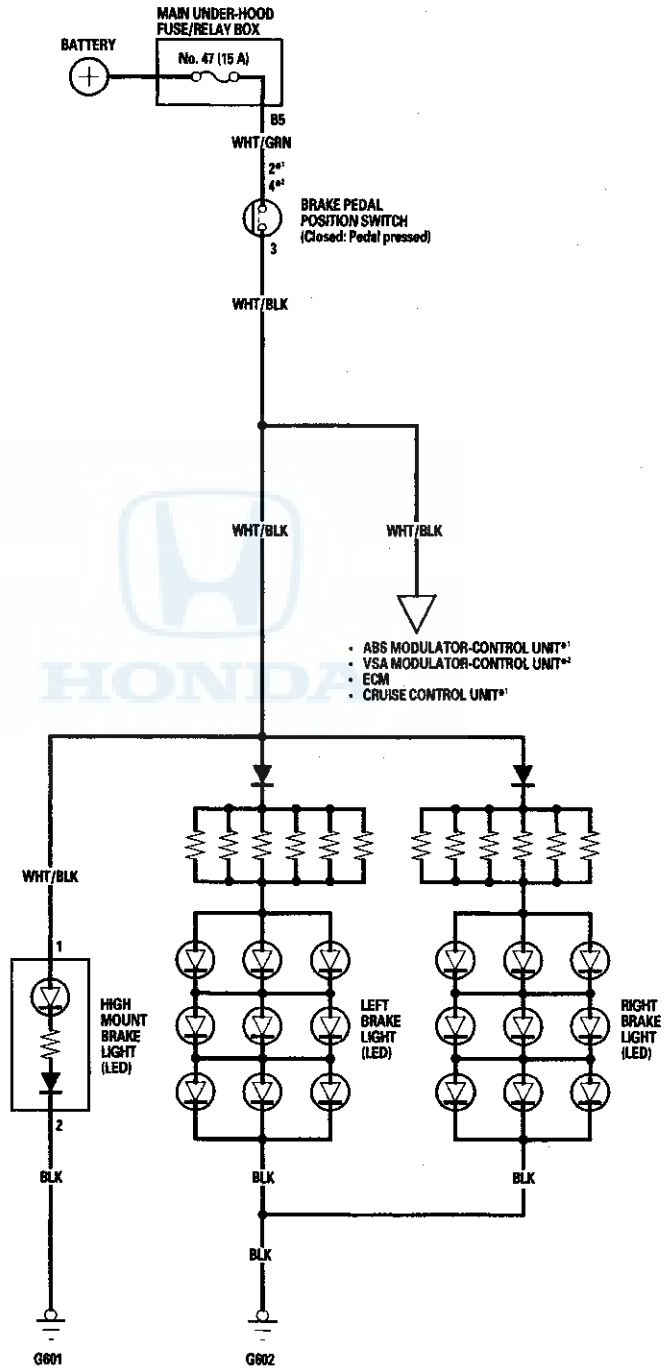 MAIN UNDER-HOOD
FUSE/RELAY BOX
BATTERY
No. 47 (15 A)
B5
WHT/GRN
2*1
4*2
BRAKE PEDAL
POSITION SWITCH
(Closed: Pedal pressed)
3
WHT/BLK
WHT/BLK
WHT/BLK
• ABS MODULATOR-CONTROL UNIT*1
• VSA MODULATOR-CONTROL UNIT*2
• ECM
• CRUISE CONTROL UNIT*1
HONDA
WHT/BLK
1
HIGH
MOUNT
BRAKE
LIGHT
(LED)
2
LEFT
BRAKE
LIGHT
(LED)
RIGHT
BRAKE
LIGHT
(LED)
BLK
BLK
BLK
BLK
G601
G602